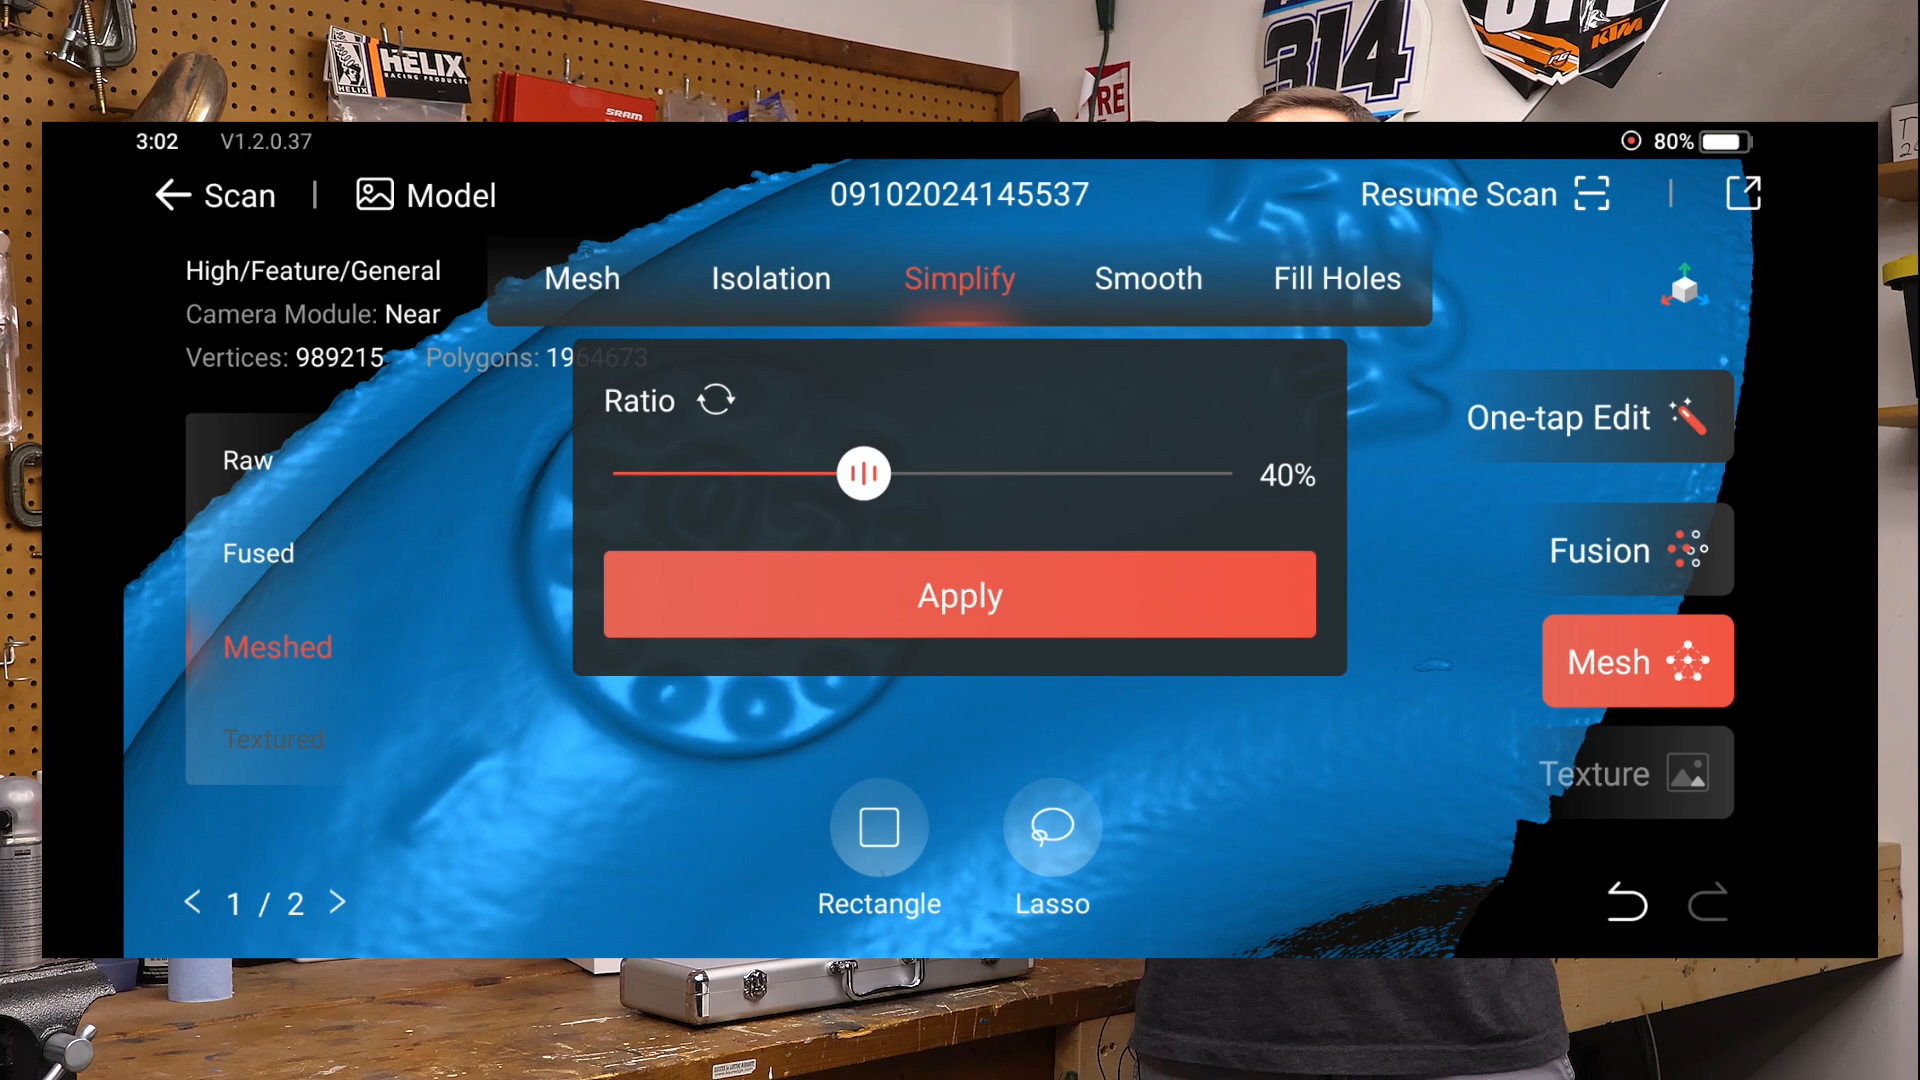 HELIX
RACING PRODUCTS
HELIX
SRAM
314
KTM
3:02 V1.2.0.37
80%
Scan | Model
09102024145537
Resume Scan
High/Feature/General
Camera Module: Near
Vertices: 989215 Polygons: 1964673
Mesh Isolation Simplify Smooth Fill Holes
Ratio
40%
Apply
Raw
Fused
Meshed
Textured
One-tap Edit
Fusion
Mesh
Texture
Rectangle Lasso
< 1 / 2 >